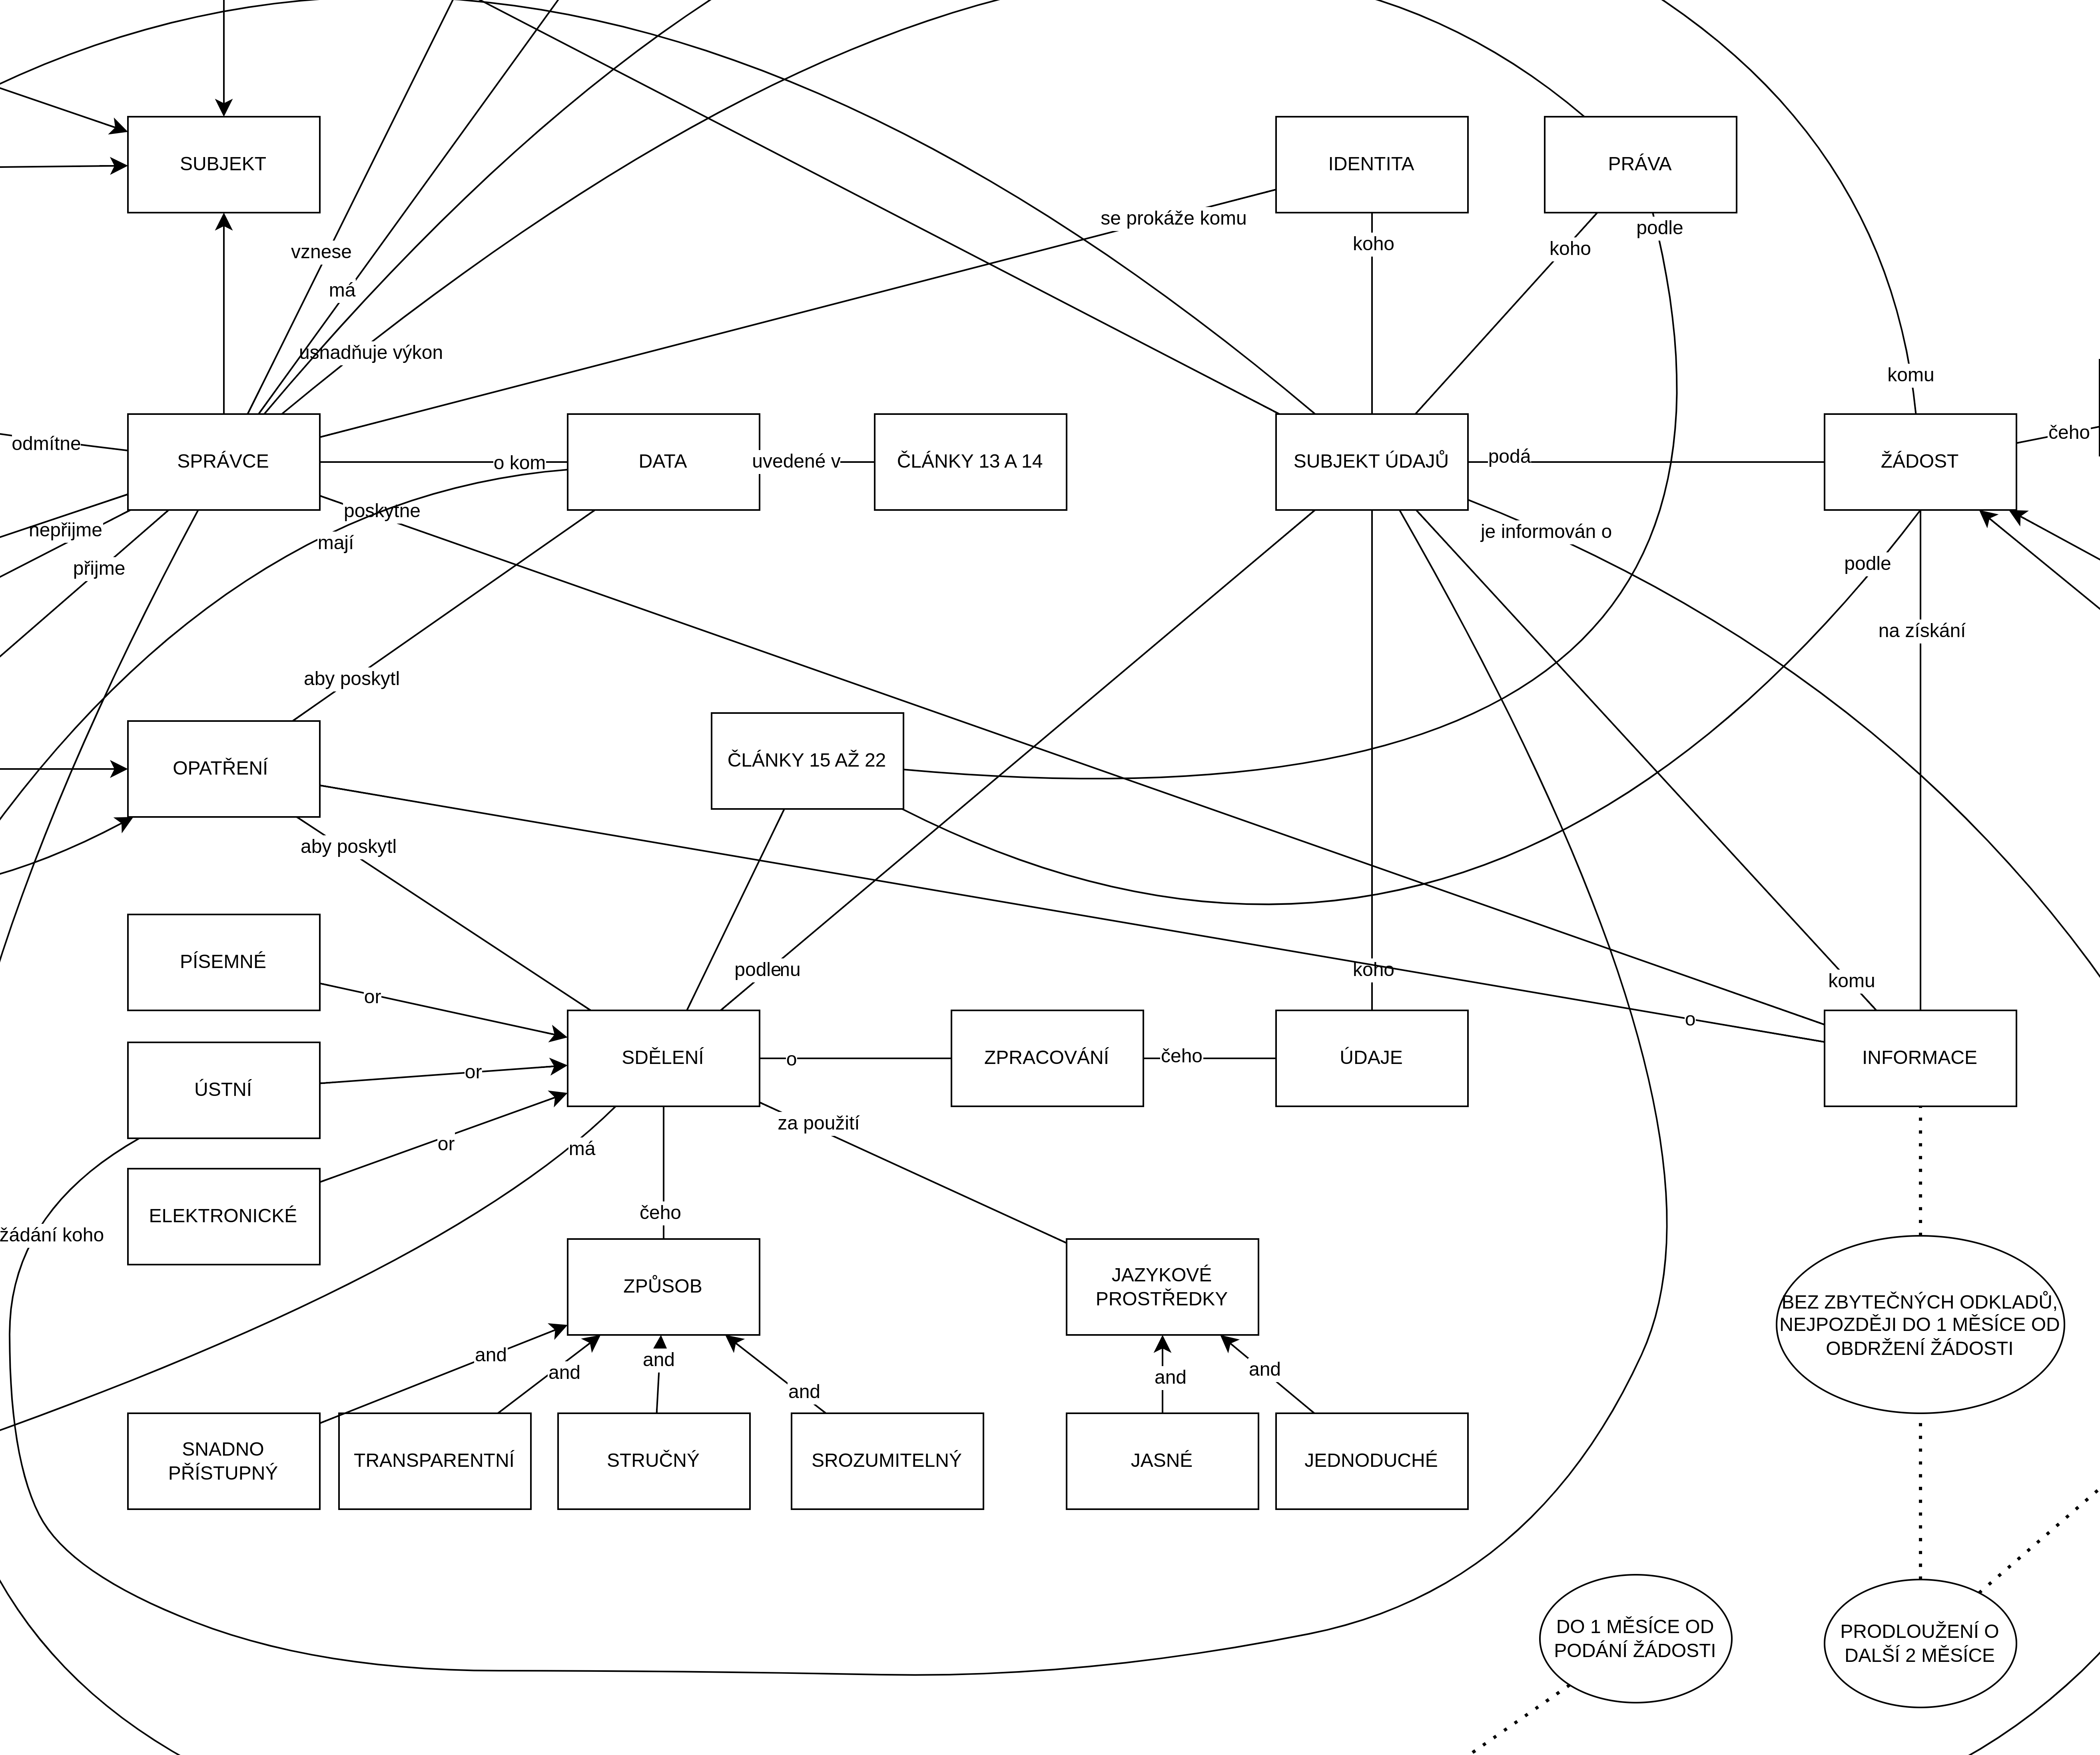 SUBJEKT
IDENTITA
PRÁVA
se prokáže komu
podle
koho
koho
vznese
má
usnadňuje výkon
komu
odmítne
SPRÁVCE
o kom
DATA
uvedené v
ČLÁNKY 13 A 14
SUBJEKT ÚDAJŮ
podá
ŽÁDOST
čeho
poskytne
nepřijme
mají
je informován o
přijme
podle
na získání
aby poskytl
OPATŘENÍ
ČLÁNKY 15 AŽ 22
aby poskytl
PÍSEMNÉ
podle
nu
koho
komu
or
o
SDĚLENÍ
o
ZPRACOVÁNÍ
čeho
ÚDAJE
INFORMACE
ÚSTNÍ
or
za použití
or
má
ELEKTRONICKÉ
čeho
žádání koho
ZPŮSOB
JAZYKOVÉ
PROSTŘEDKY
BEZ ZBYTEČNÝCH ODKLADŮ,
NEJPOZDĚJI DO 1 MĚSÍCE OD
OBDRŽENÍ ŽÁDOSTI
and
and
and
and
and
and
SNADNO
PŘÍSTUPNÝ
TRANSPARENTNÍ
STRUČNÝ
SROZUMITELNÝ
JASNÉ
JEDNODUCHÉ
DO 1 MĚSÍCE OD
PODÁNÍ ŽÁDOSTI
PRODLOUŽENÍ O
DALŠÍ 2 MĚSÍCE